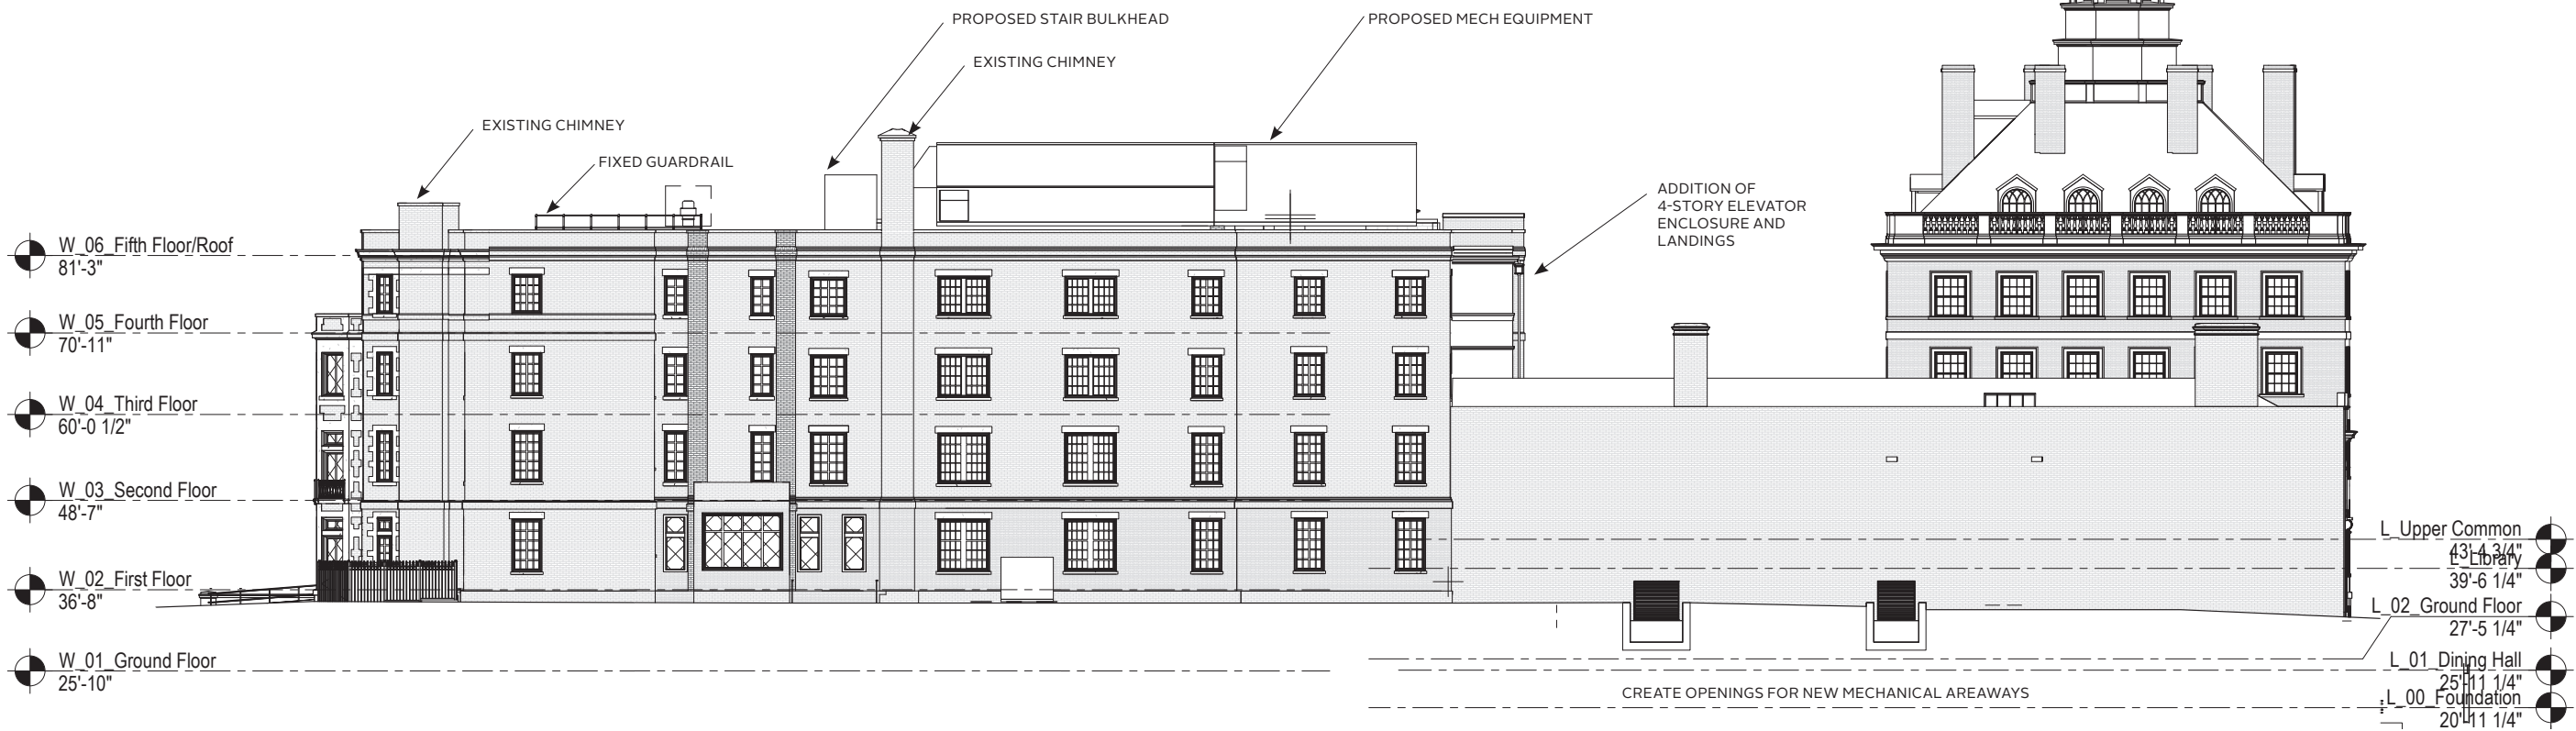 PROPOSED STAIR BULKHEAD
PROPOSED MECH EQUIPMENT
EXISTING CHIMNEY
EXISTING CHIMNEY
FIXED GUARDRAIL
ADDITION OF
4-STORY ELEVATOR
ENCLOSURE AND
LANDINGS
W_06_Fifth Floor/Roof
81'-3"
W_05_Fourth Floor
70'-11"
W_04_Third Floor
60'-0 1/2"
W_03_Second Floor
48'-7"
W_02_First Floor
36'-8"
W_01_Ground Floor
25'-10"
L_Upper Common
43'-4 3/4"
L_Library
39'-6 1/4"
L_02_Ground Floor
27'-5 1/4"
L_01_Dining Hall
25'-11 1/4"
L_00_Foundation
20'-11 1/4"
CREATE OPENINGS FOR NEW MECHANICAL AREAWAYS